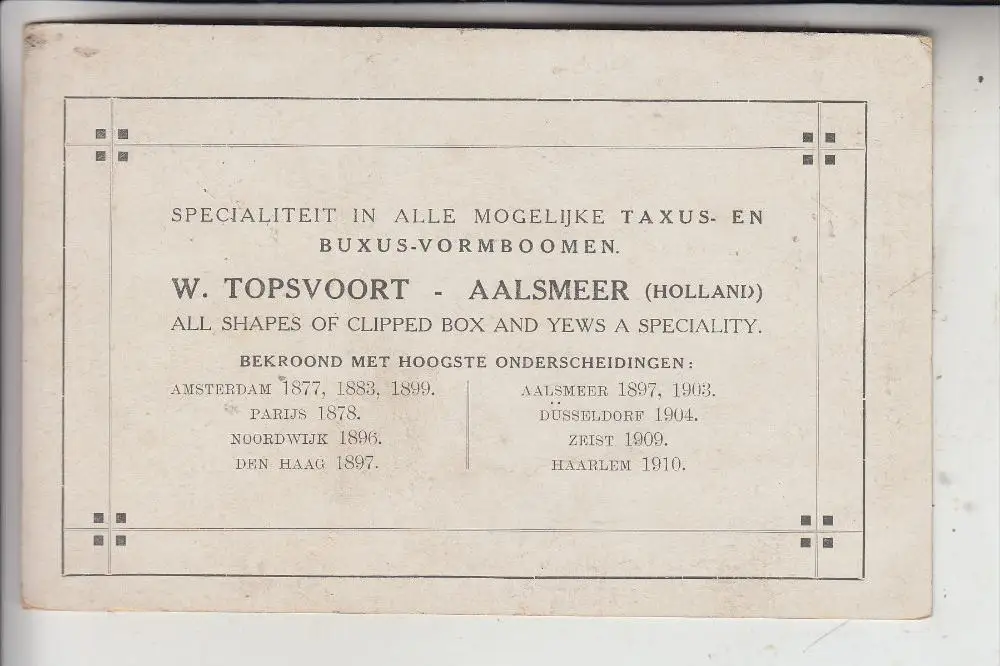 SPECIALITEIT IN ALLE MOGELIJKE TAXUS- EN
BUXUS-VORMBOOMEN.
W. TOPSVOORT - AALSMEER (HOLLAND)
ALL SHAPES OF CLIPPED BOX AND YEWS A SPECIALITY.
BEKROOND MET HOOGSTE ONDERSCHEIDINGEN:
AMSTERDAM 1877, 1883, 1899.
PARIJS 1878.
NOORDWIJK 1896.
DEN HAAG 1897.
AALSMEER 1897, 1903.
DÜSSELDORF 1904.
ZEIST 1909.
HAARLEM 1910.